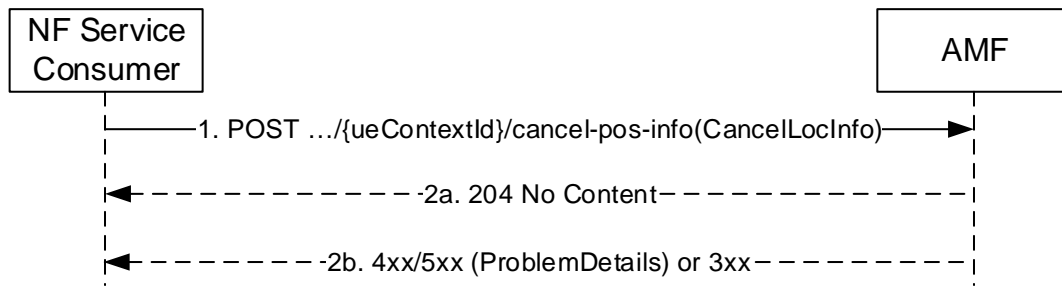 NF Service
Consumer
AMF
1. POST …/{ueContextId}/cancel-pos-info(CancelLocInfo)
2a. 204 No Content
2b. 4xx/5xx (ProblemDetails) or 3xx